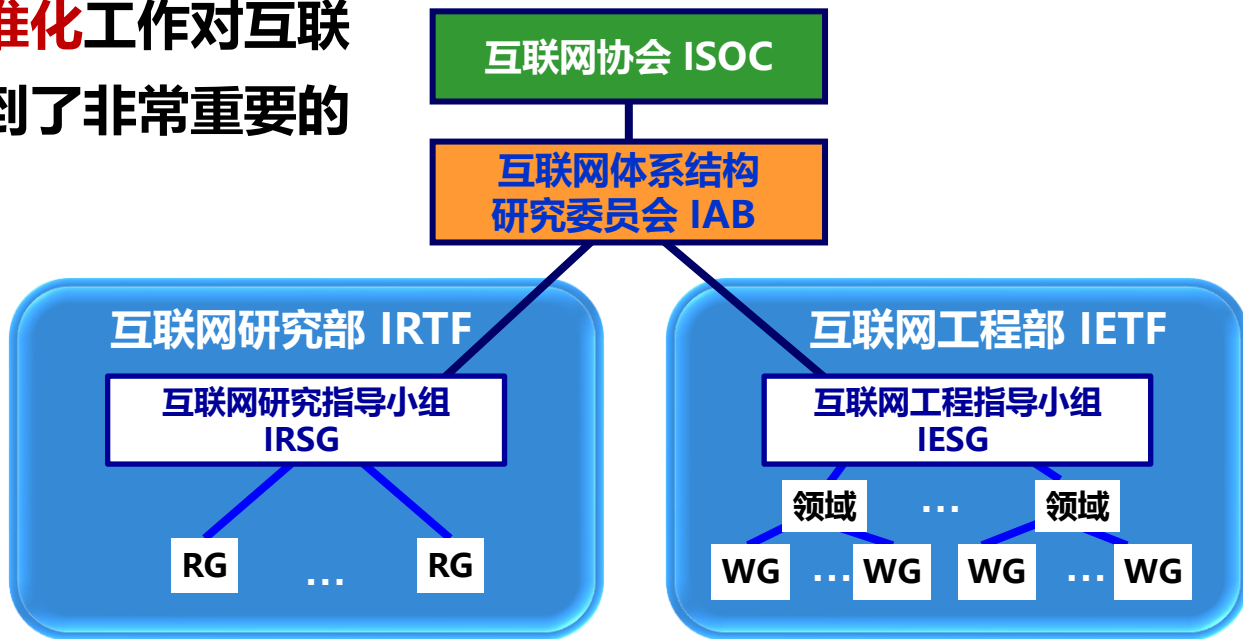 准化工作对互联
到了非常重要的
互联网协会 ISOC
互联网体系结构
研究委员会 IAB
互联网研究部 IRTF
互联网研究指导小组
IRSG
RG
...
RG
互联网工程部 IETF
互联网工程指导小组
IESG
领域
...
领域
WG
...
WG
WG
...
WG